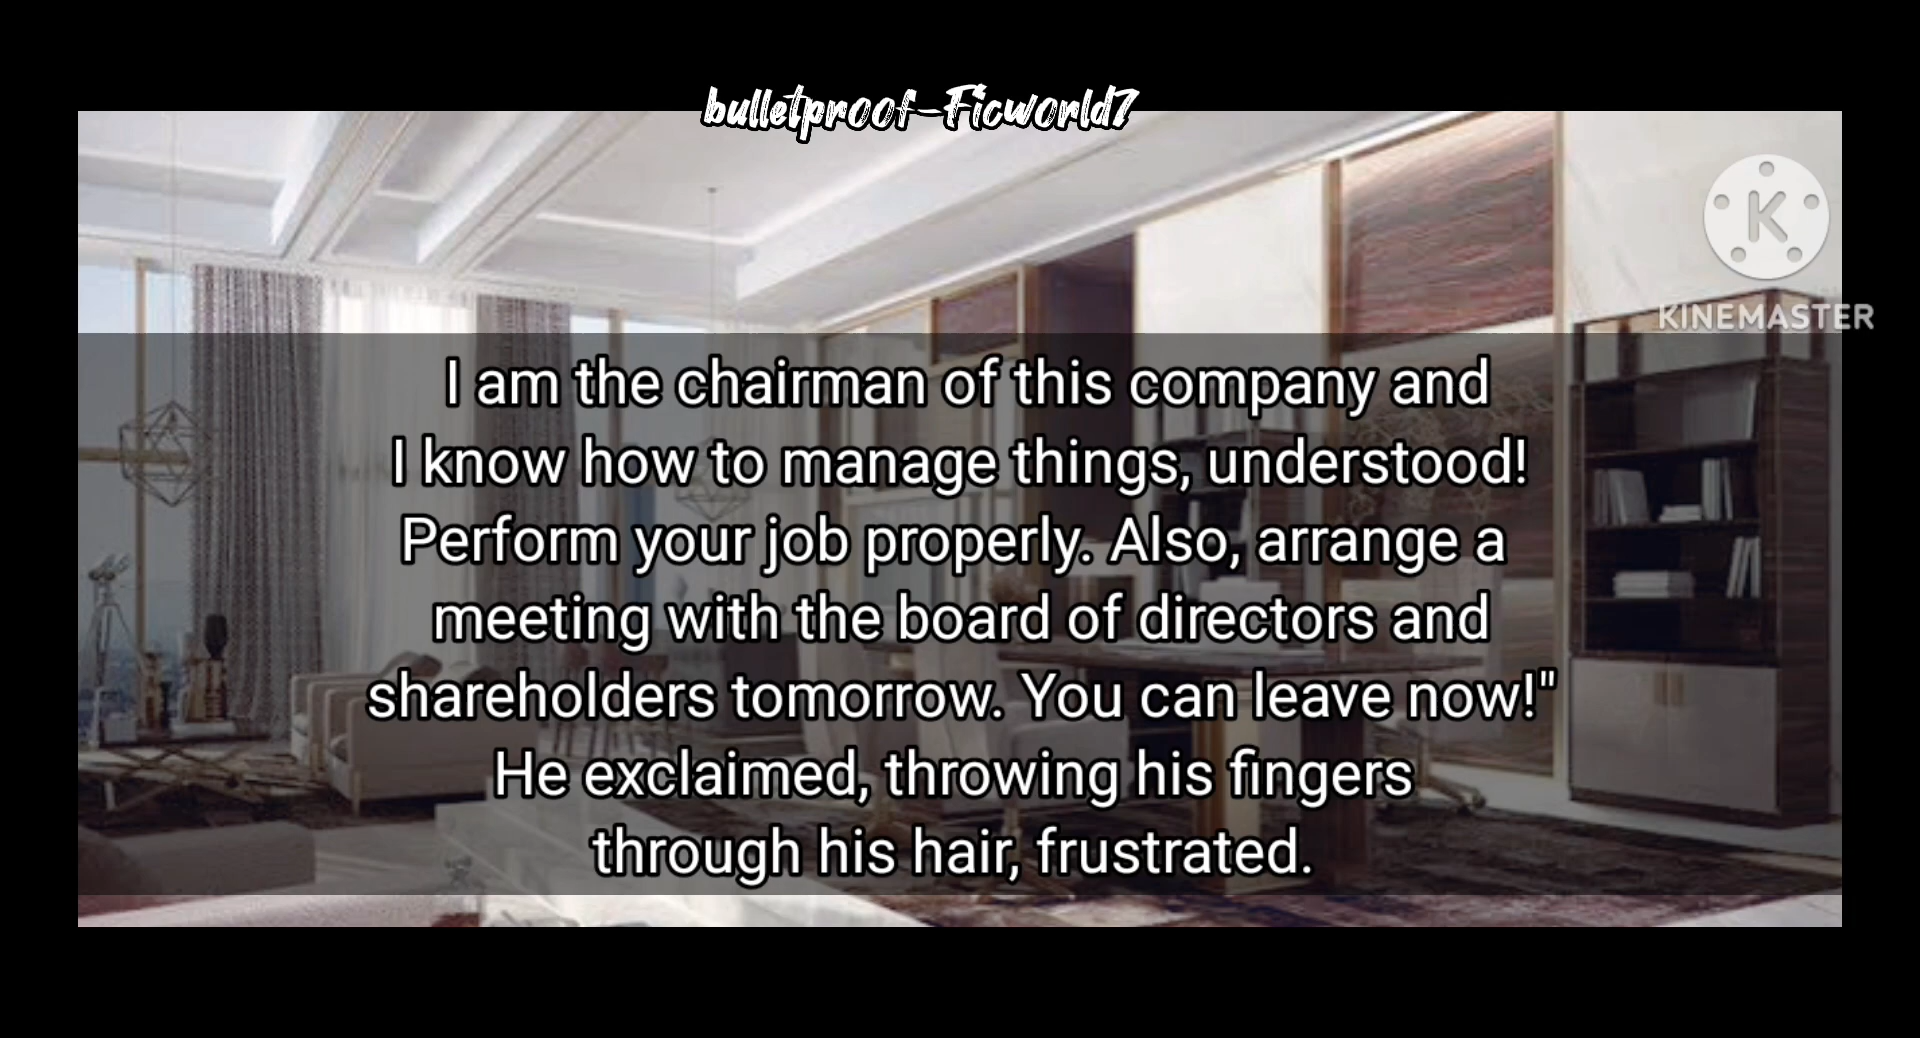 bulletproof-Ficworld7
K
KINEMASTER
I am the chairman of this company and
I know how to manage things, understood!
Perform your job properly. Also, arrange a
meeting with the board of directors and
shareholders tomorrow. You can leave now!"
He exclaimed, throwing his fingers
through his hair, frustrated.